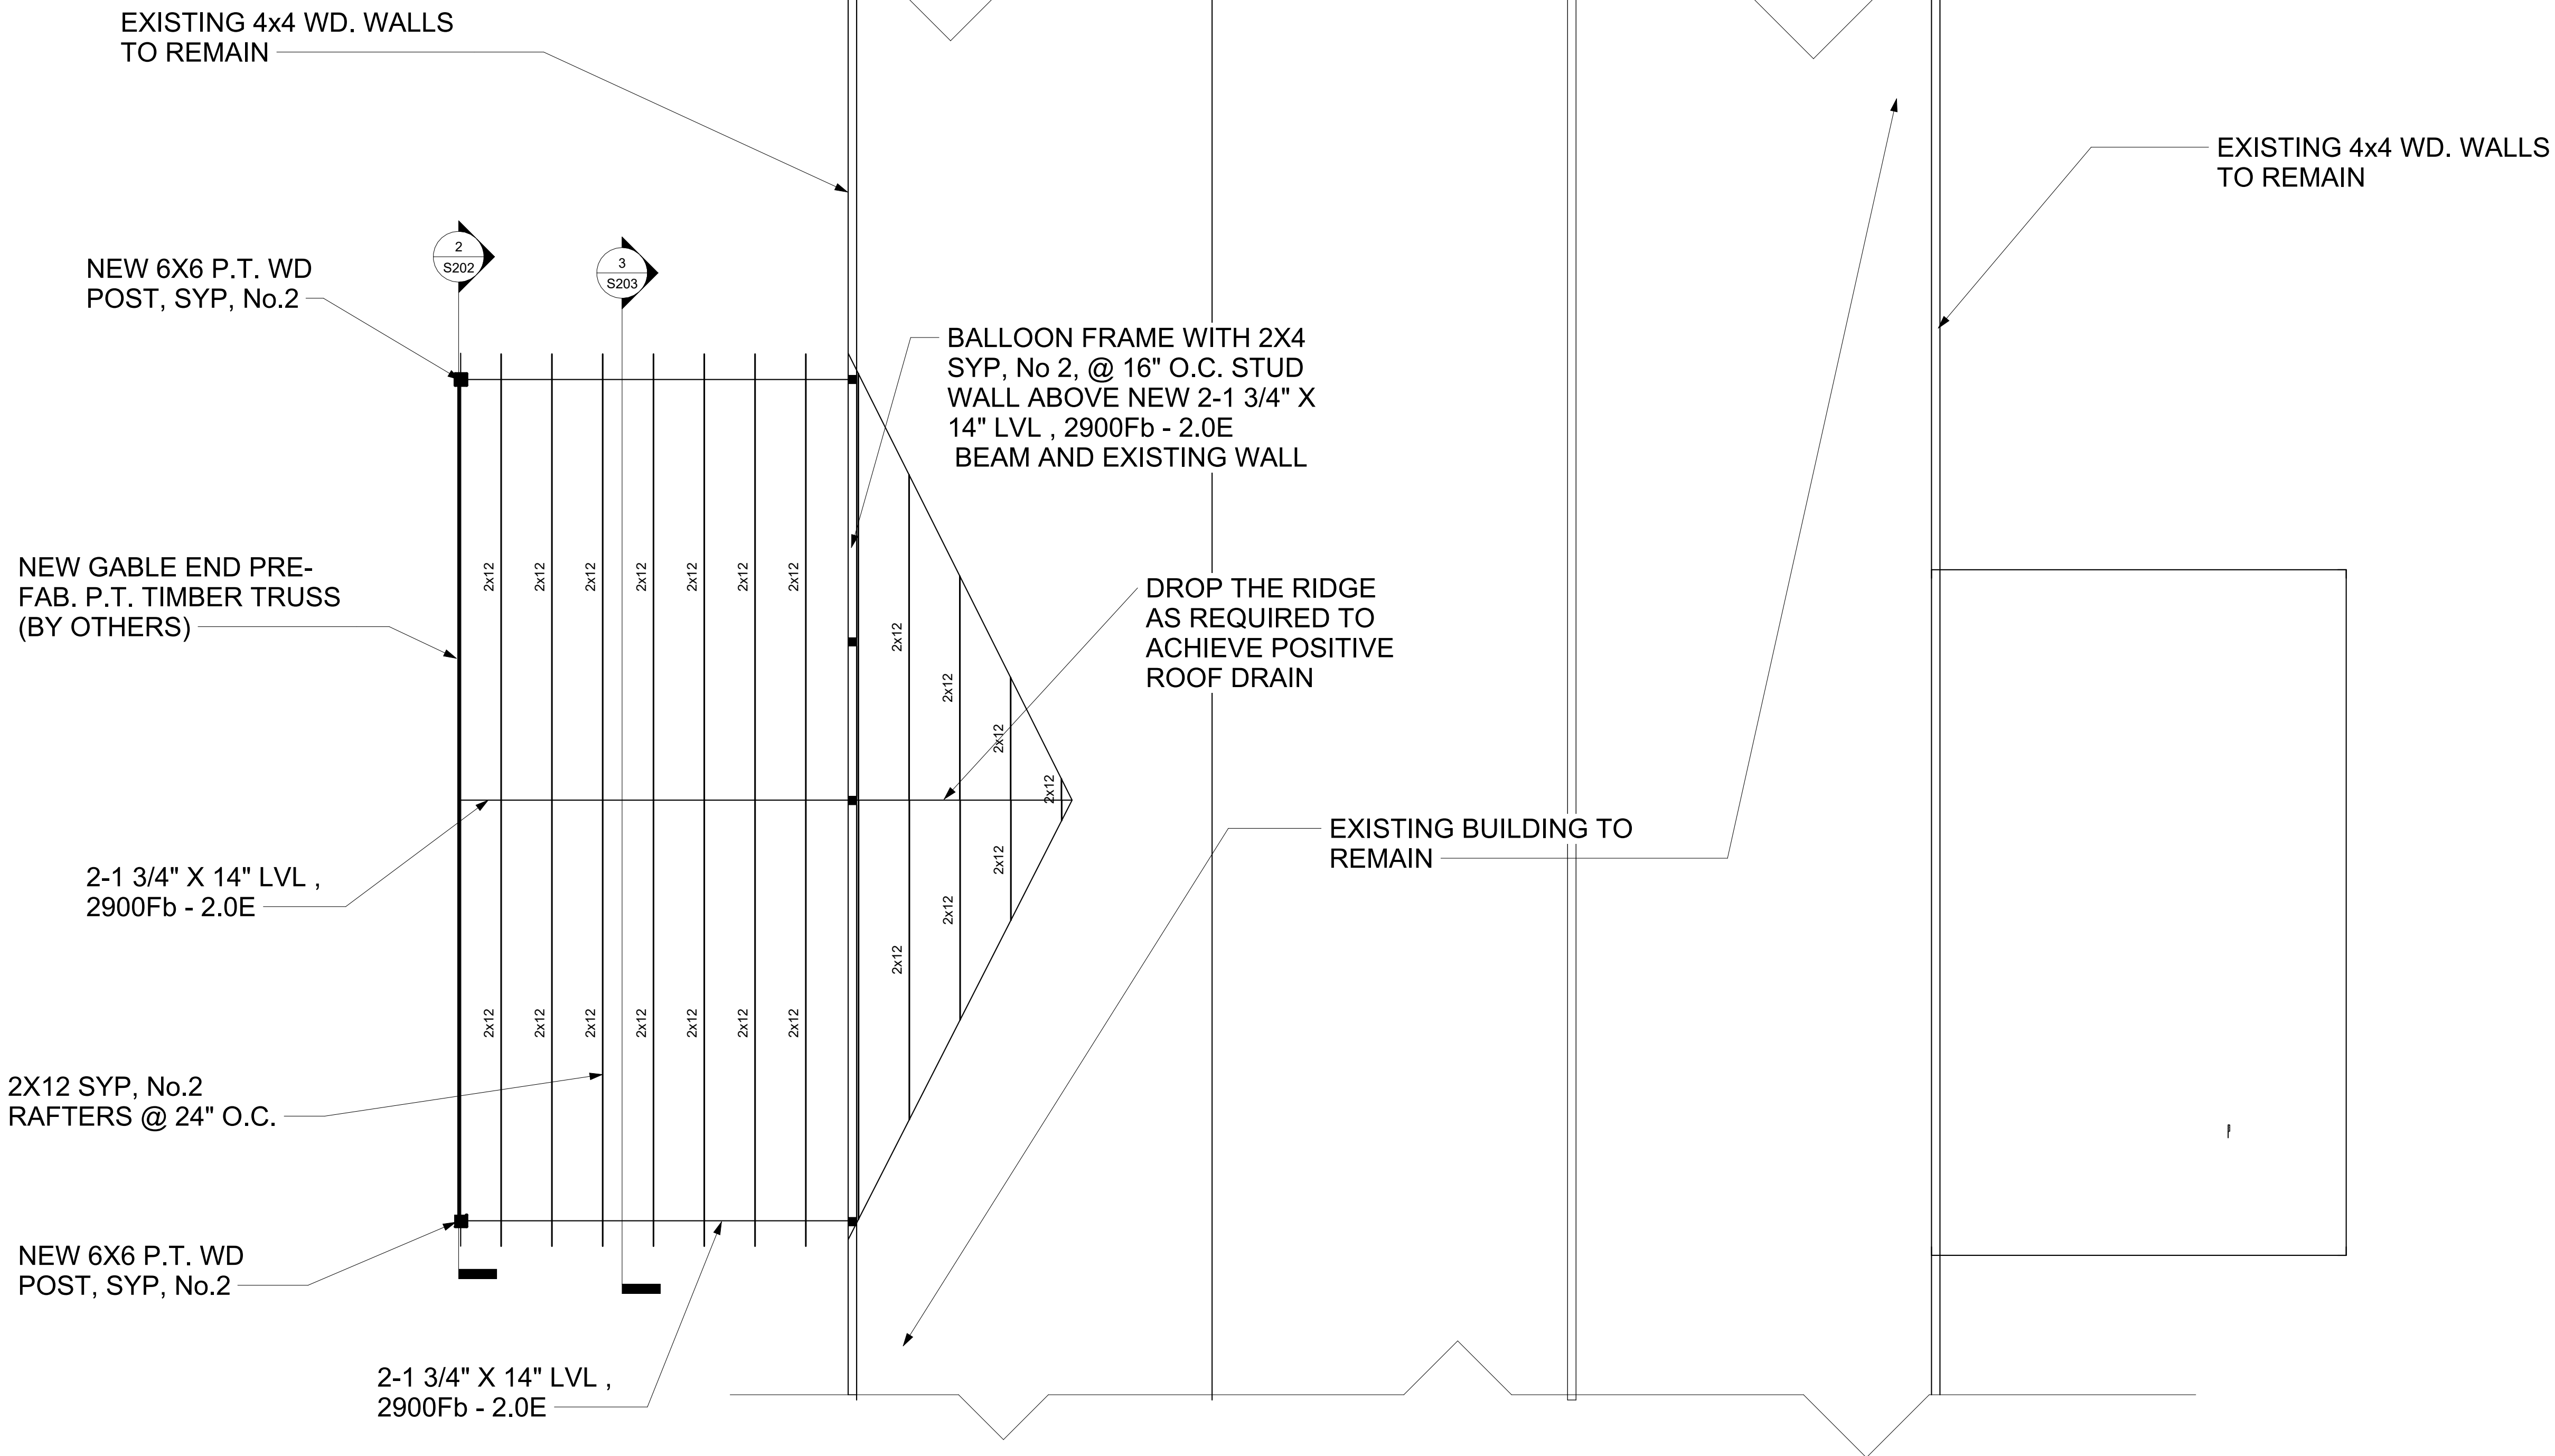 EXISTING 4x4 WD. WALLS
TO REMAIN
EXISTING 4x4 WD. WALLS
TO REMAIN
2
S202
3
S203
NEW 6X6 P.T. WD
POST, SYP, No.2
BALLOON FRAME WITH 2X4
SYP, No 2, @ 16" O.C. STUD
WALL ABOVE NEW 2-1 3/4" X
14" LVL , 2900Fb - 2.0E
BEAM AND EXISTING WALL
NEW GABLE END PRE-
FAB. P.T. TIMBER TRUSS
(BY OTHERS)
2x12
2x12
2x12
2x12
2x12
2x12
2x12
DROP THE RIDGE
AS REQUIRED TO
ACHIEVE POSITIVE
ROOF DRAIN
2x12
2x12
2x12
2x12
EXISTING BUILDING TO
REMAIN
2-1 3/4" X 14" LVL ,
2900Fb - 2.0E
2x12
2x12
2x12
2x12
2x12
2x12
2x12
2x12
2x12
2x12
2X12 SYP, No.2
RAFTERS @ 24" O.C.
NEW 6X6 P.T. WD
POST, SYP, No.2
2-1 3/4" X 14" LVL ,
2900Fb - 2.0E